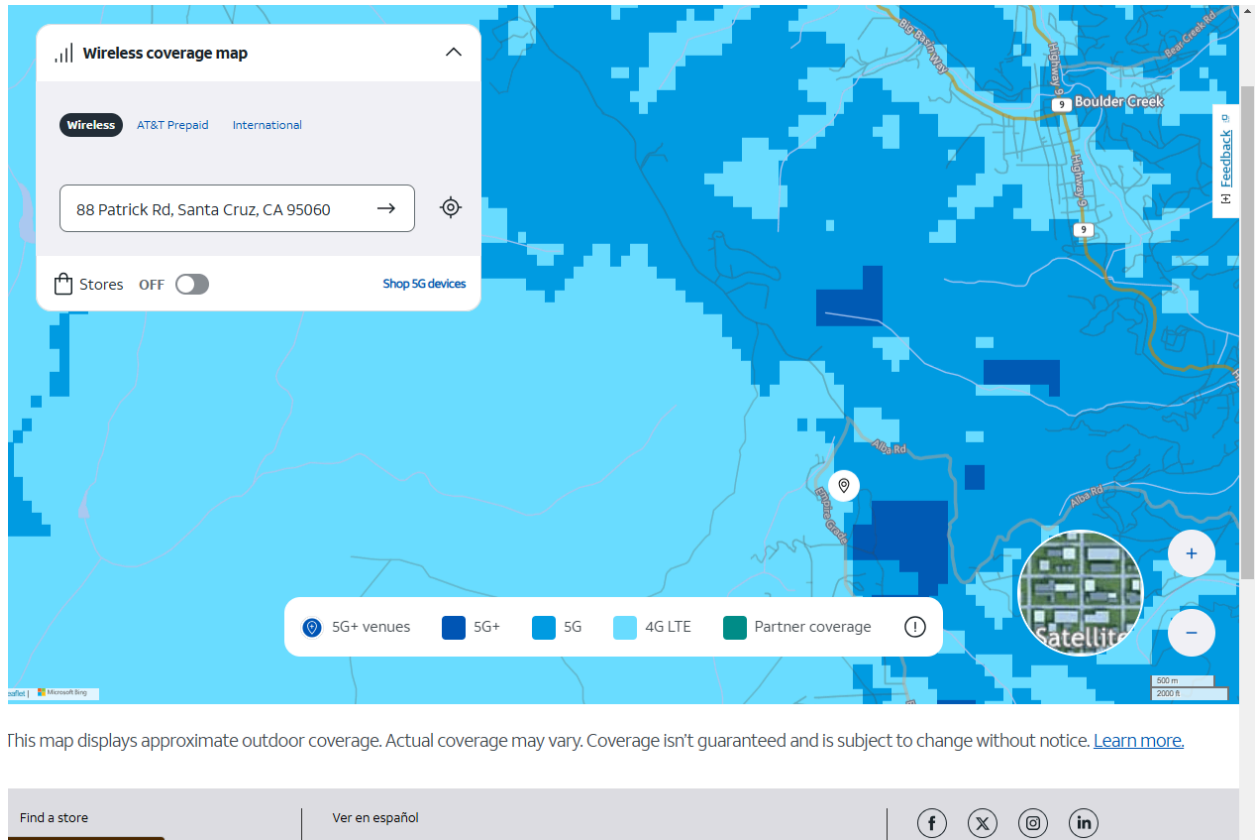 Wireless coverage map
Wireless AT&T Prepaid International
88 Patrick Rd, Santa Cruz, CA 95060 →
Stores OFF
Shop 5G devices
Big Basin Way
Highway 9
Bear Creek Rd
9
Boulder Creek
[+] Feedback
Highway 9
9
Alba Rd
Alba Rd
Empire Grade
Satellite
+
−
5G+ venues 5G+ 5G 4G LTE Partner coverage
500 m
2000 ft
Microsoft Bing
This map displays approximate outdoor coverage. Actual coverage may vary. Coverage isn't guaranteed and is subject to change without notice. Learn more.
Find a store
Ver en español